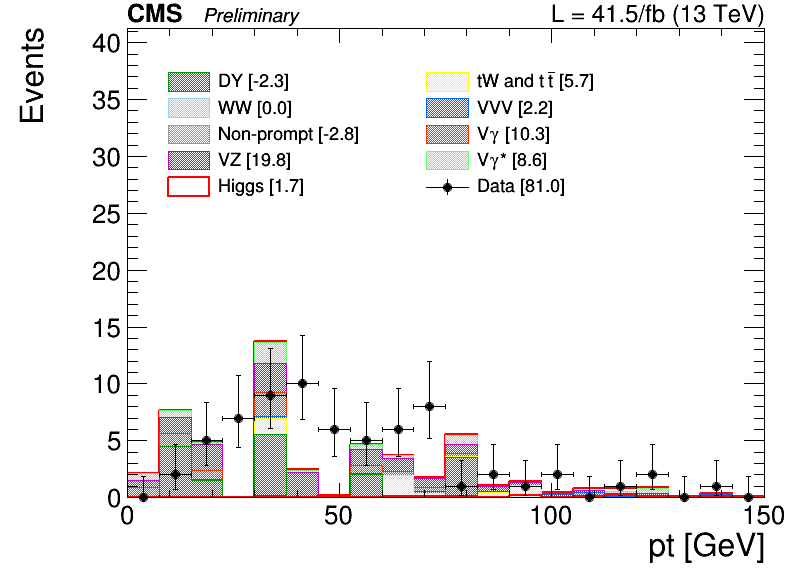 CMS Preliminary L = 41.5/fb (13 TeV)
Events
40
35
30
25
20
15
10
5
0
DY [-2.3]
WW [0.0]
Non-prompt [-2.8]
VZ [19.8]
Higgs [1.7]
tW and tt̅ [5.7]
VVV [2.2]
Vγ [10.3]
Vγ* [8.6]
Data [81.0]
0 50 100 150
pt [GeV]